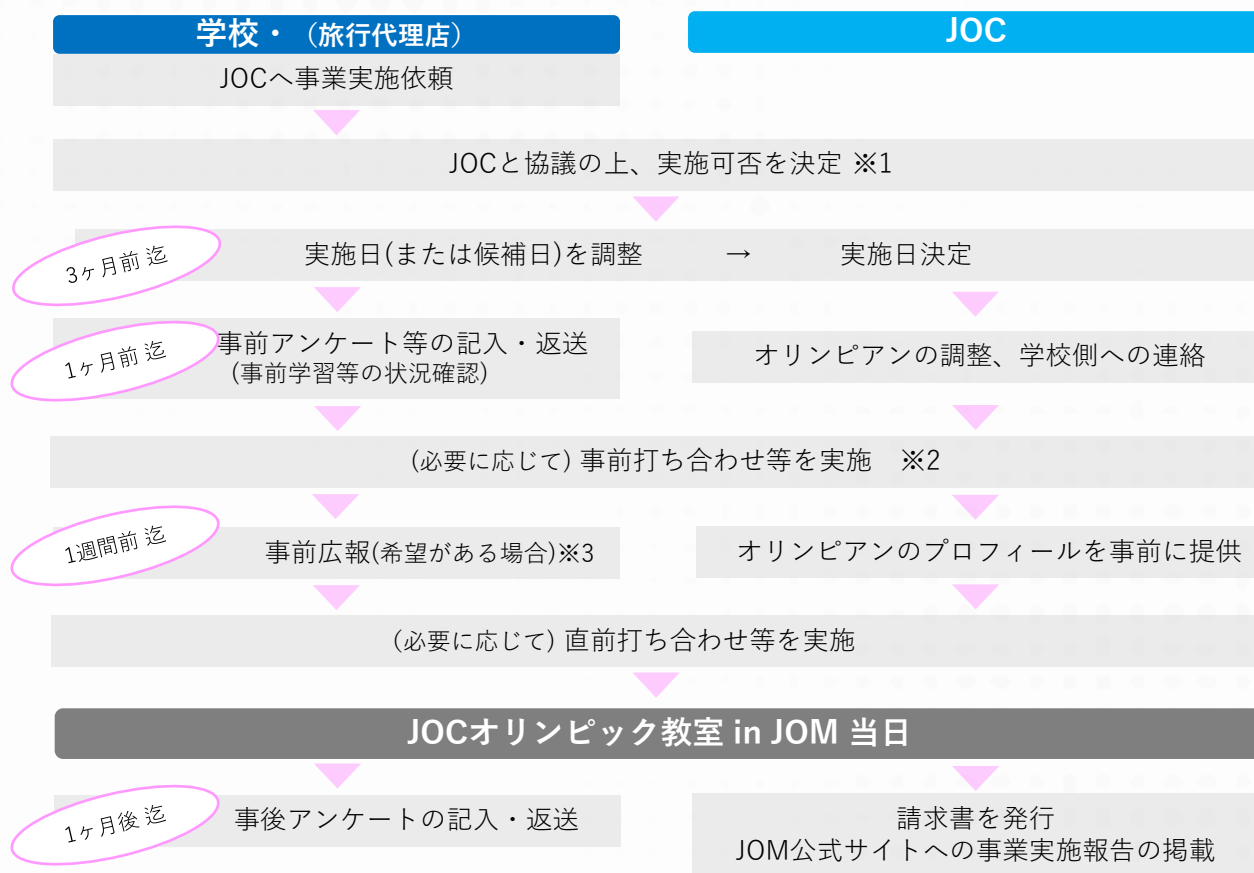 学校・（旅行代理店）
JOC
JOCへ事業実施依頼
JOCと協議の上、実施可否を決定 ※1
3ヶ月前 迄
実施日(または候補日)を調整 → 実施日決定
1ヶ月前 迄
事前アンケート等の記入・返送
(事前学習等の状況確認)
オリンピアンの調整、学校側への連絡
(必要に応じて) 事前打ち合わせ等を実施 ※2
1週間前 迄
事前広報(希望がある場合)※3
オリンピアンのプロフィールを事前に提供
(必要に応じて) 直前打ち合わせ等を実施
JOCオリンピック教室 in JOM 当日
1ヶ月後 迄
事後アンケートの記入・返送
請求書を発行
JOM公式サイトへの事業実施報告の掲載